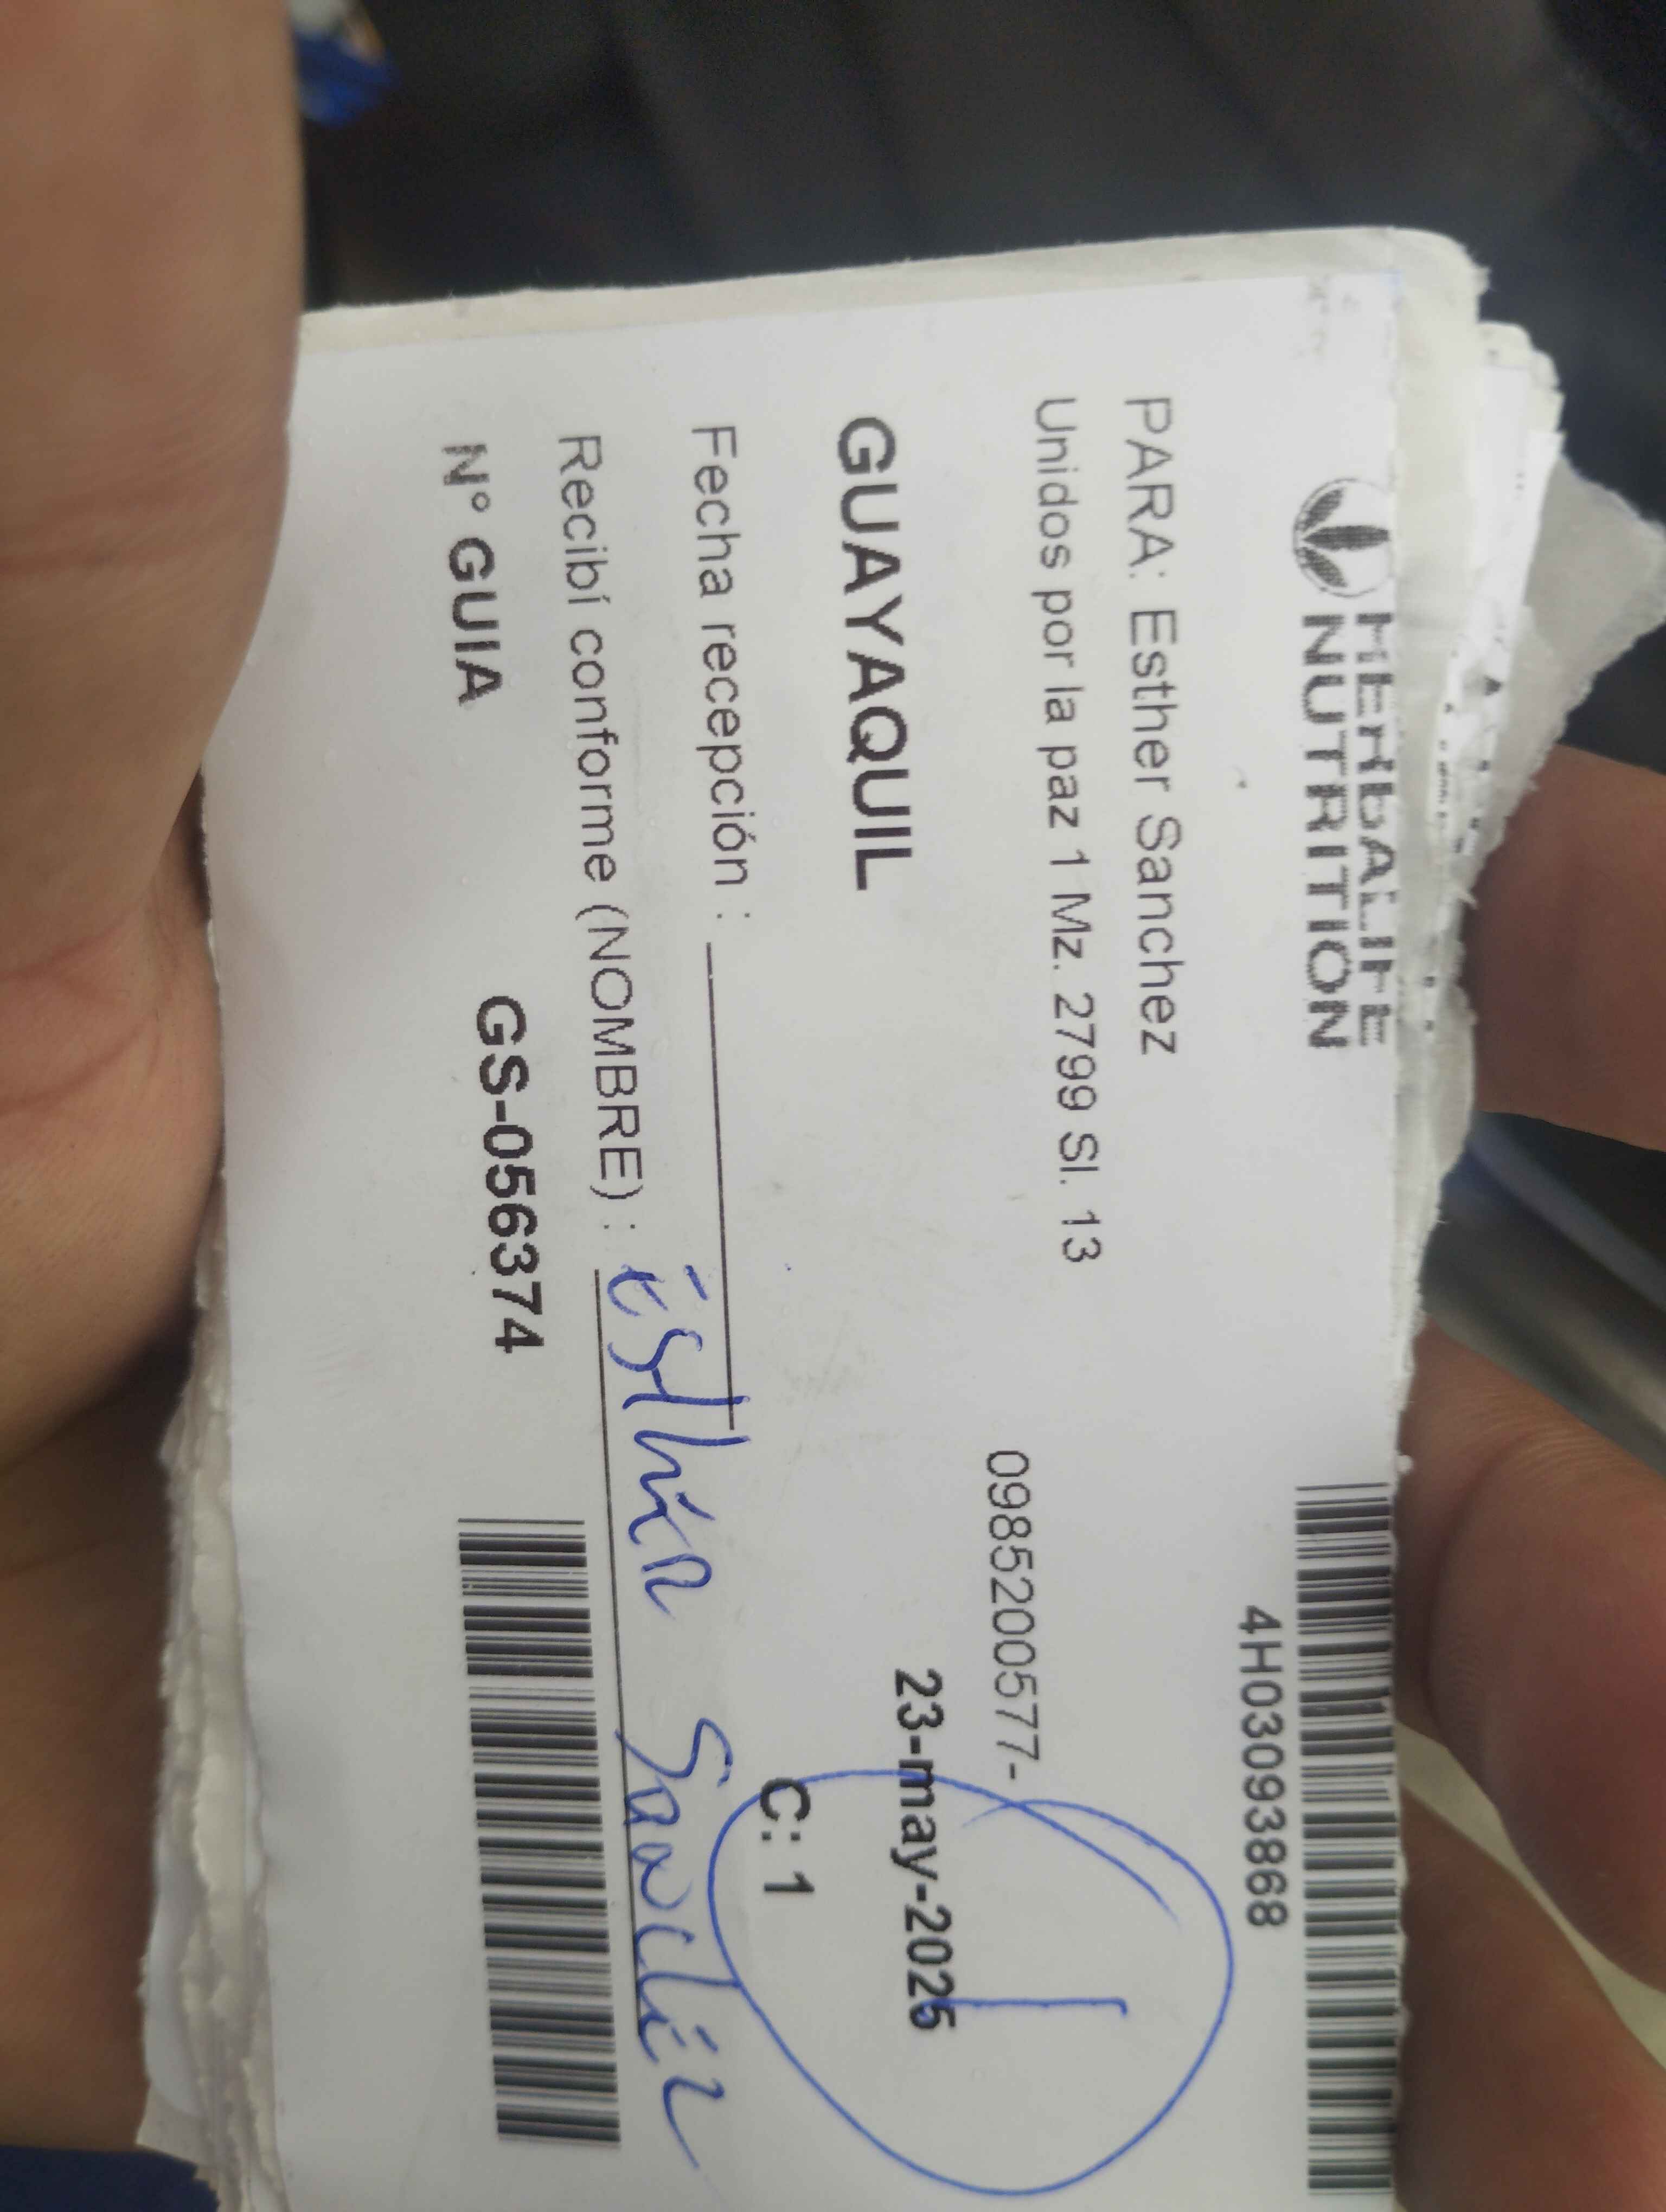 HERBALIFE
NUTRITION
4H03093868
PARA: Esther Sanchez
Unidos por la paz 1 Mz. 2799 Sl. 13
0985200577-
GUAYAQUIL
23-may-2025
C: 1
1
Fecha recepción :
Recibí conforme (NOMBRE) : Esther Sanchez
N° GUIA GS-056374